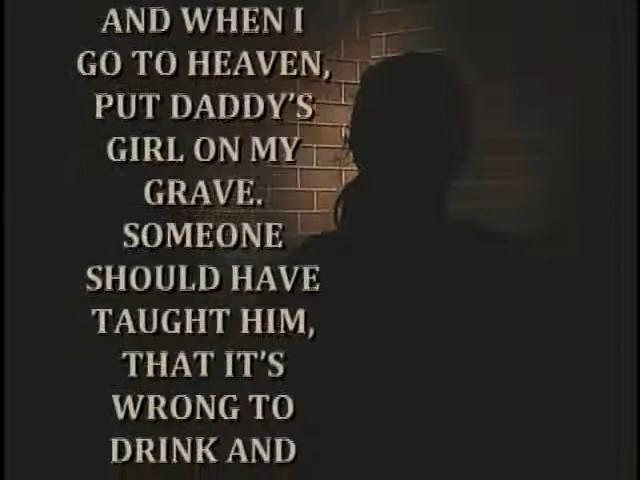 AND WHEN I
GO TO HEAVEN,
PUT DADDY'S
GIRL ON MY
GRAVE.
SOMEONE
SHOULD HAVE
TAUGHT HIM,
THAT IT'S
WRONG TO
DRINK AND